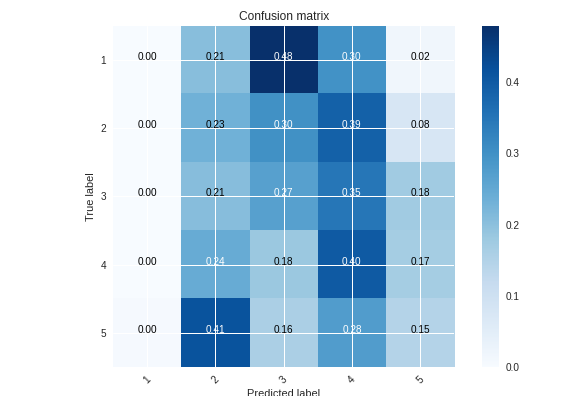 Confusion matrix
1 0.00 0.21 0.48 0.30 0.02
2 0.00 0.23 0.30 0.39 0.08
3 0.00 0.21 0.27 0.35 0.18
4 0.00 0.24 0.18 0.40 0.17
5 0.00 0.41 0.16 0.28 0.15
1 2 3 4 5
True label
Predicted label
0.4
0.3
0.2
0.1
0.0